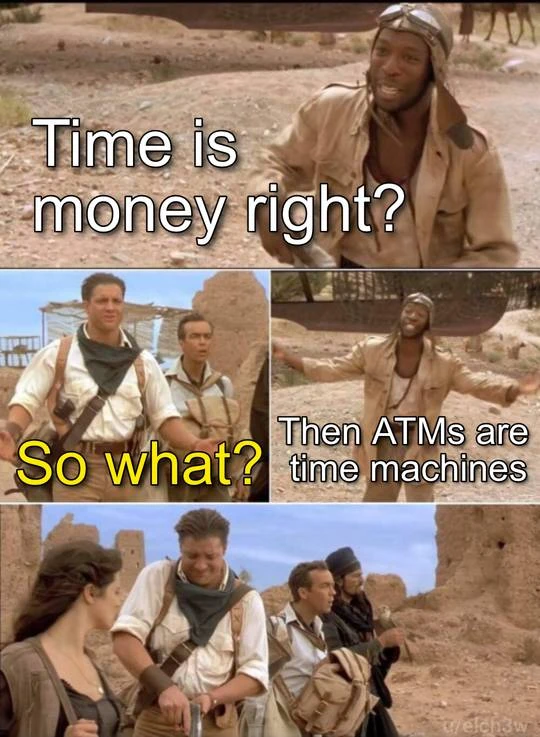 Time is
money right?
So what?
Then ATMs are
time machines
u/elch3w